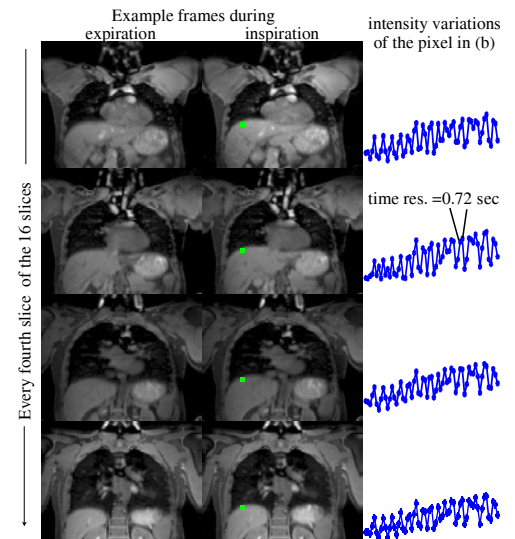 Example frames during
expiration
inspiration
intensity variations
of the pixel in (b)
Every fourth slice of the 16 slices
time res. =0.72 sec